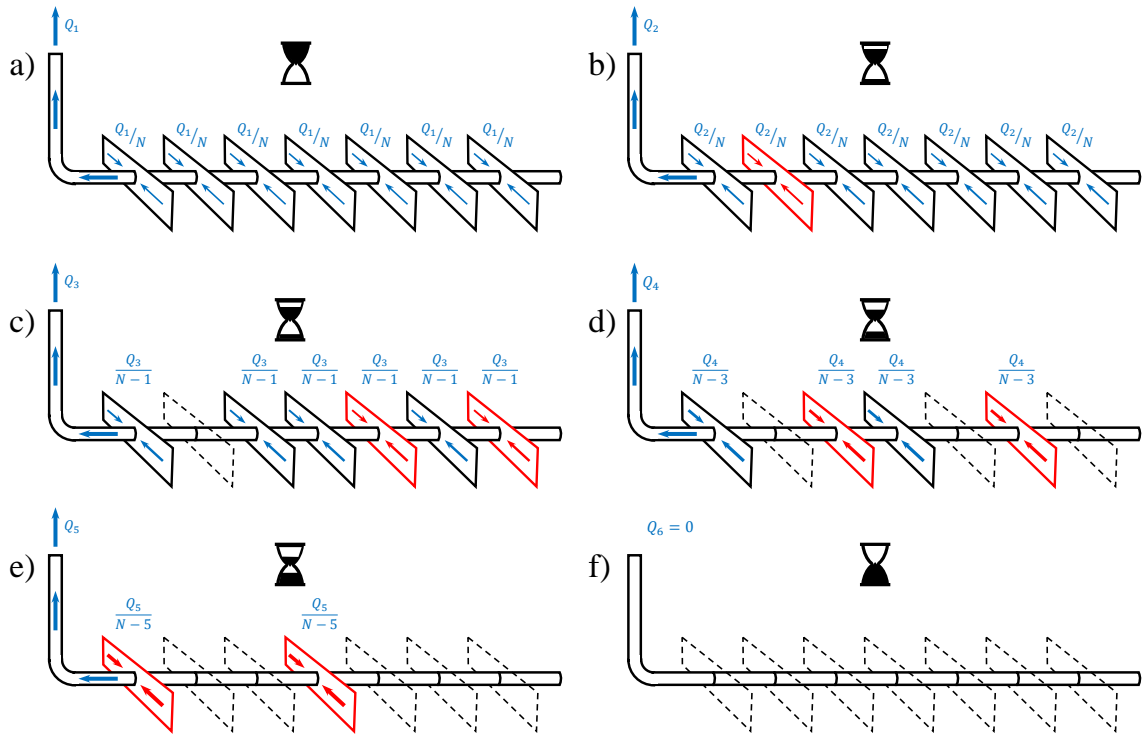 a)
Q₁
Q₁/N Q₁/N Q₁/N Q₁/N Q₁/N Q₁/N Q₁/N
b)
Q₂
Q₂/N Q₂/N Q₂/N Q₂/N Q₂/N Q₂/N Q₂/N
c)
Q₃
Q₃ Q₃ Q₃ Q₃ Q₃ Q₃
N − 1 N − 1 N − 1 N − 1 N − 1 N − 1
d)
Q₄
Q₄ Q₄ Q₄ Q₄
N − 3 N − 3 N − 3 N − 3
e)
Q₅
Q₅ Q₅
N − 5 N − 5
f)
Q₆ = 0